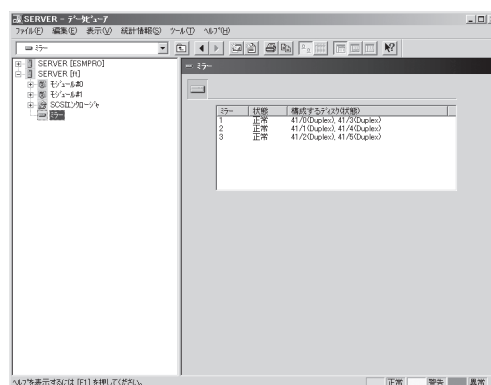 SERVER - データビューア
ファイル(F) 編集(E) 表示(V) 統計情報(S) ツール(T) ヘルプ(H)
ミラー
SERVER [ESMPRO]
SERVER [ft]
モジュール#0
モジュール#1
SCSIエンクロージャ
ミラー
ミラー
ミラー 状態 構成するディスク(状態)
1 正常 41/0(Duplex), 41/3(Duplex)
2 正常 41/1(Duplex), 41/4(Duplex)
3 正常 41/2(Duplex), 41/5(Duplex)
ヘルプを表示するには [F1] を押してください。
正常 警告 異常